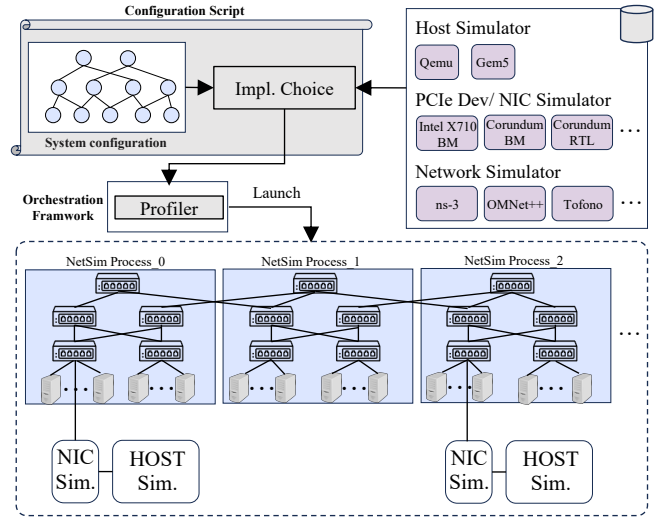 Configuration Script
System configuration
Impl. Choice
Host Simulator
Qemu
Gem5
PCIe Dev/ NIC Simulator
Intel X710
BM
Corundum
BM
Corundum
RTL
...
Network Simulator
ns-3
OMNet++
Tofono
...
Orchestration
Framwork
Profiler
Launch
NetSim Process_0
NetSim Process_1
NetSim Process_2
...
NIC
Sim.
HOST
Sim.
NIC
Sim.
HOST
Sim.